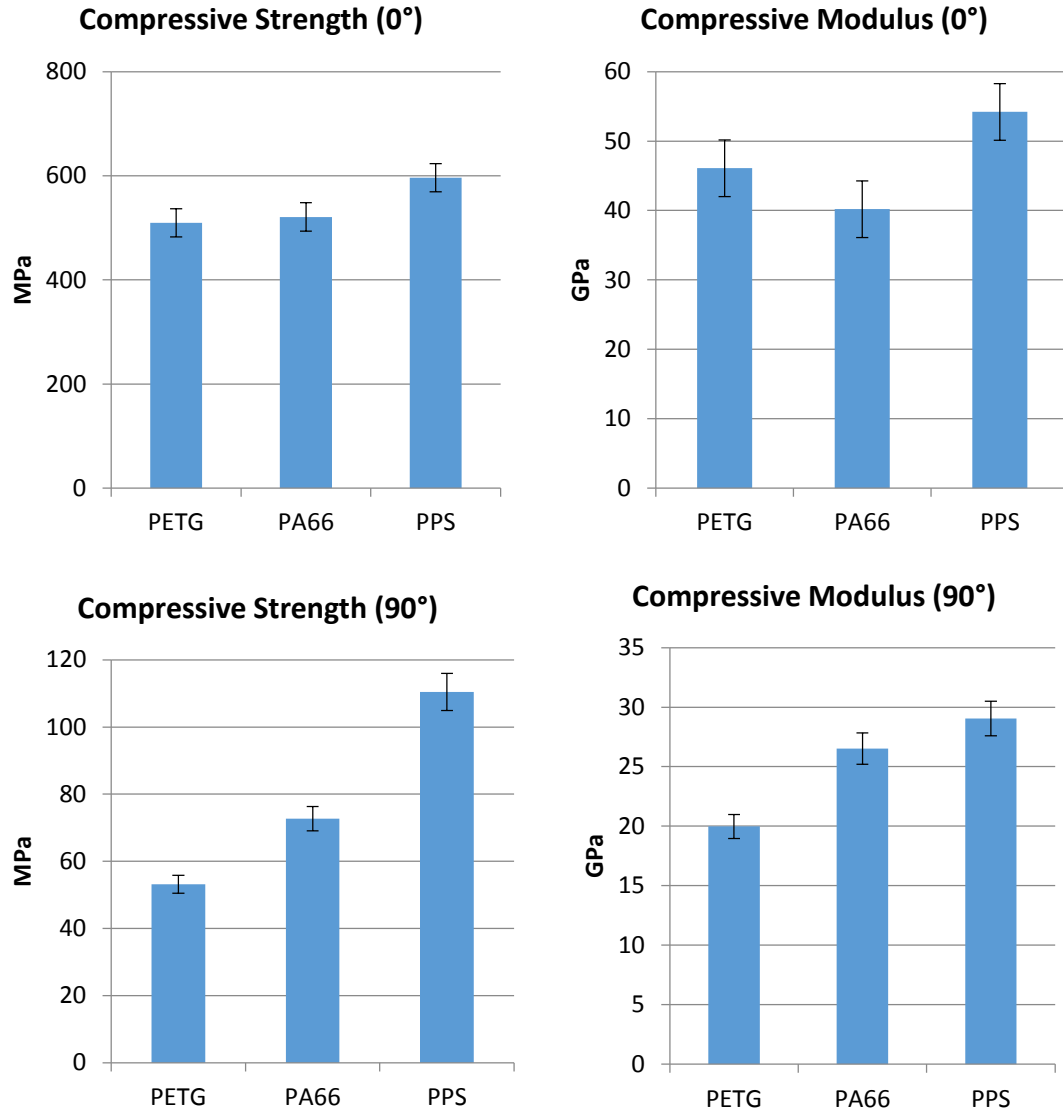 Compressive Strength (0°)
800
600
400
200
0
MPa
PETG PA66 PPS
Compressive Modulus (0°)
60
50
40
30
20
10
0
GPa
PETG PA66 PPS
Compressive Strength (90°)
120
100
80
60
40
20
0
MPa
PETG PA66 PPS
Compressive Modulus (90°)
35
30
25
20
15
10
5
0
GPa
PETG PA66 PPS